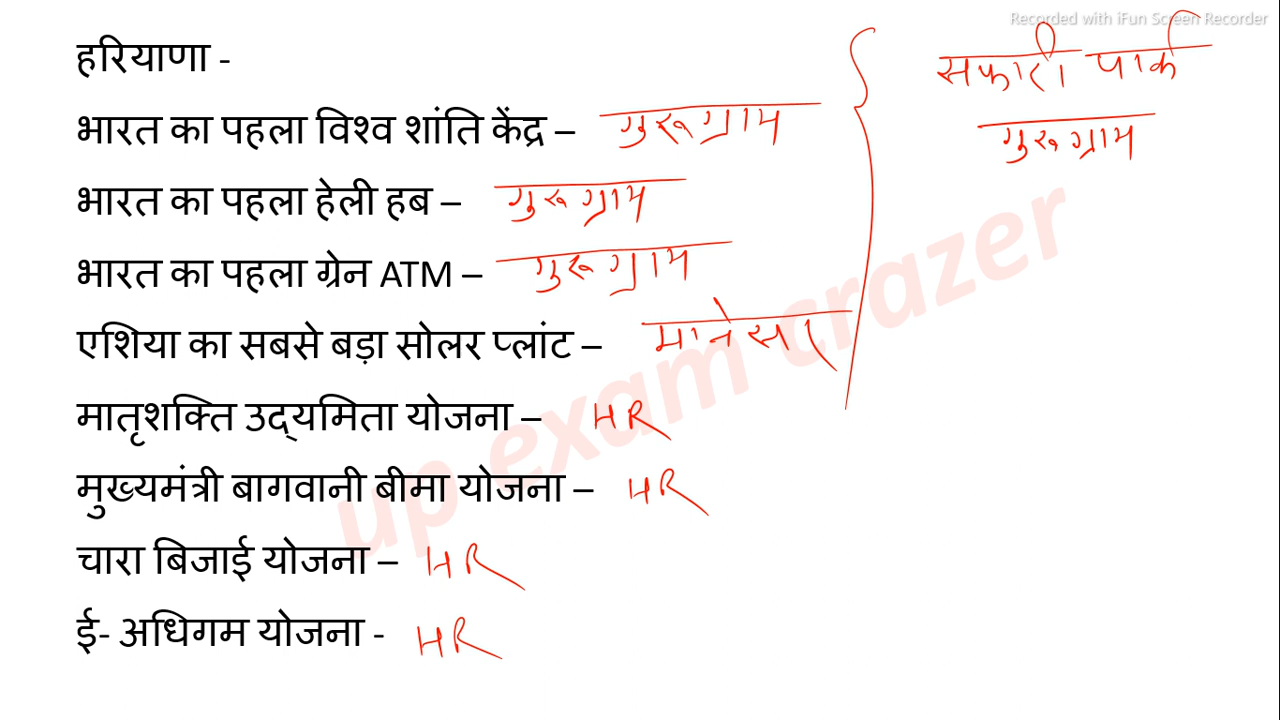 Recorded with iFun Screen Recorder
हरियाणा -
भारत का पहला विश्व शांति केंद्र – गुरुग्राम
भारत का पहला हेली हब – गुरुग्राम
भारत का पहला ग्रेन ATM – गुरुग्राम
एशिया का सबसे बड़ा सोलर प्लांट – मानेसर
मातृशक्ति उद्यमिता योजना – HR
मुख्यमंत्री बागवानी बीमा योजना – HR
चारा बिजाई योजना – HR
ई- अधिगम योजना - HR
सफारी पार्क
गुरुग्राम
up exam crazer